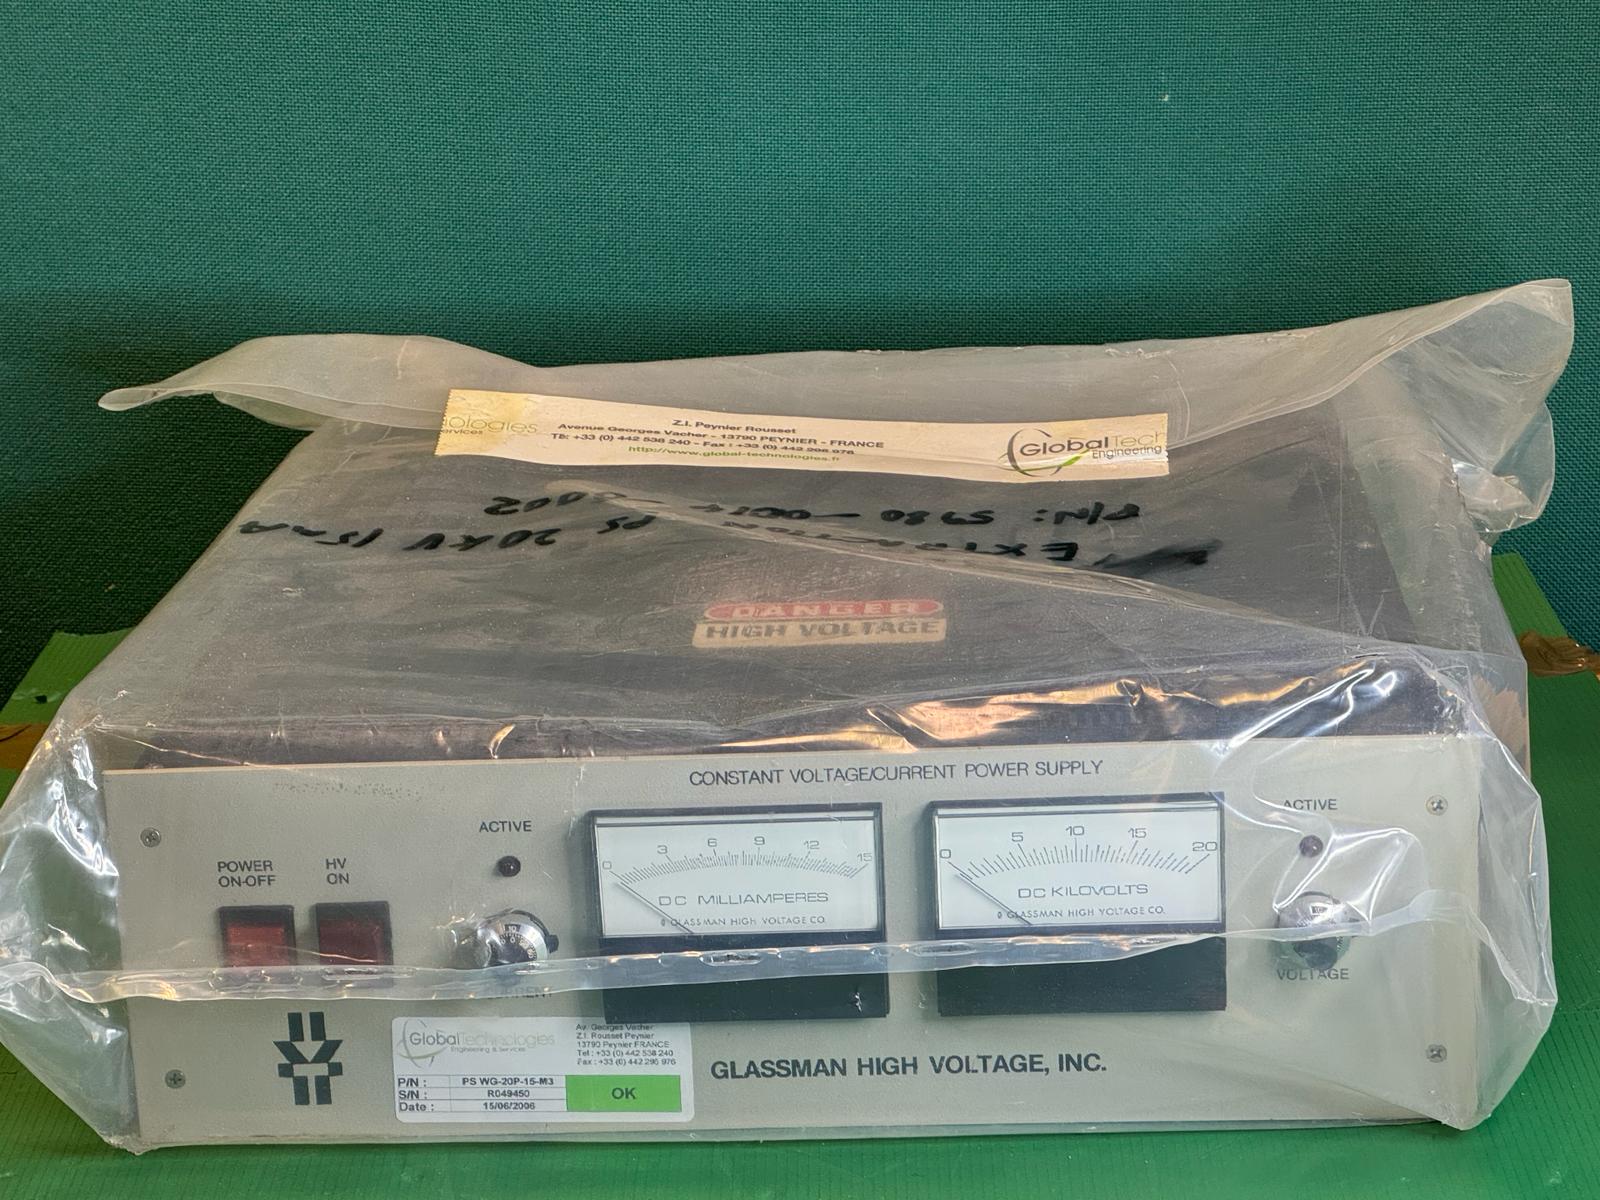 ologies
ervices
Z.I. Peynier Rousset
Avenue Georges Vacher - 13790 PEYNIER - FRANCE
Tél: +33 (0) 442 538 240 - Fax : +33 (0) 442 296 976
http://www.global-technologies.fr
GlobalTech
Engineering
P/N: 5980-
EXTRACTION PS 20KV 15mA
DANGER
HIGH VOLTAGE
CONSTANT VOLTAGE/CURRENT POWER SUPPLY
POWER
ON-OFF
HV
ON
ACTIVE
CURRENT
0 3 6 9 12 15
DC MILLIAMPERES
GLASSMAN HIGH VOLTAGE CO.
0 5 10 15 20
DC KILOVOLTS
GLASSMAN HIGH VOLTAGE CO.
ACTIVE
VOLTAGE
GlobalTechnologies
Engineering & Services
Av. Georges Vacher
Z.I. Rousset Peynier
13790 Peynier FRANCE
Tel : +33 (0) 442 538 240
Fax : +33 (0) 442 296 976
P/N : PS WG-20P-15-M3
S/N : R049450
Date : 15/06/2006
OK
GLASSMAN HIGH VOLTAGE, INC.